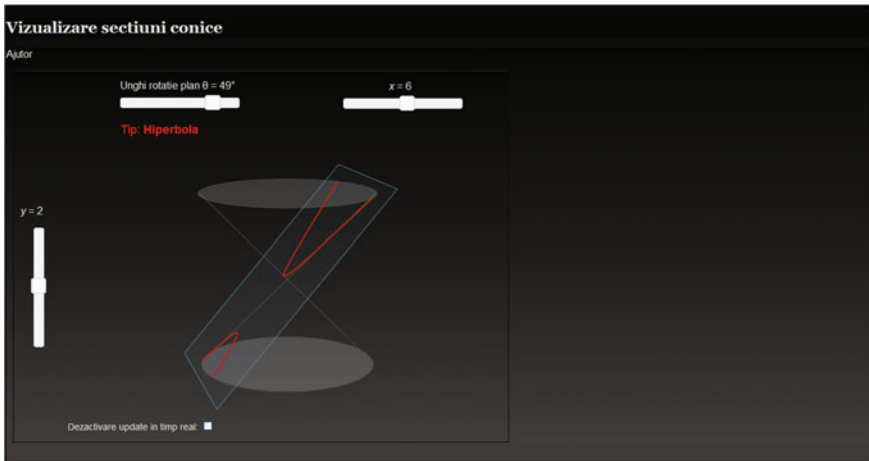 Vizualizare sectiuni conice
Ajutor
Unghi rotatie plan θ = 49°
x = 6
Tip: Hiperbola
y = 2
Dezactivare update in timp real: